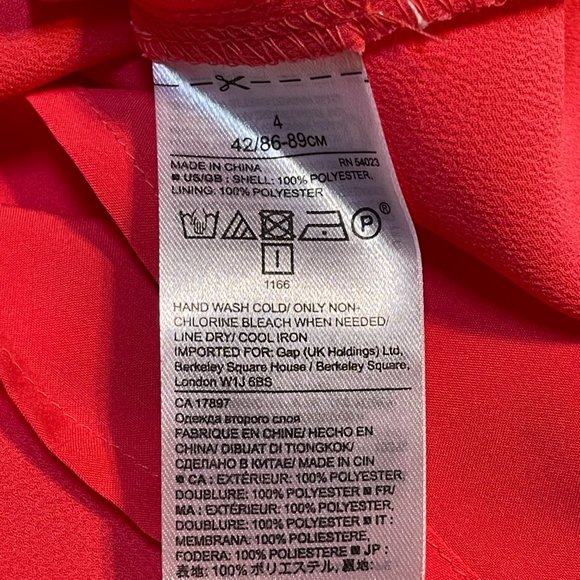 4
42/86-89CM
MADE IN CHINA RN 54023
■ US/GB : SHELL: 100% POLYESTER,
LINING: 100% POLYESTER
P
1166
HAND WASH COLD/ ONLY NON-
CHLORINE BLEACH WHEN NEEDED/
LINE DRY/ COOL IRON
IMPORTED FOR: Gap (UK Holdings) Ltd,
Berkeley Square House / Berkeley Square,
London W1J 6BS
CA 17897
Одежда второго слоя
FABRIQUE EN CHINE/ HECHO EN
CHINA/ DIBUAT DI TIONGKOK/
СДЕЛАНО В КИТАЕ/ MADE IN CIN
■ CA : EXTÉRIEUR: 100% POLYESTER,
DOUBLURE: 100% POLYESTER ■ FR/
MA : EXTÉRIEUR: 100% POLYESTER,
DOUBLURE: 100% POLYESTER ■ IT :
MEMBRANA: 100% POLIESTERE,
FODERA: 100% POLIESTERE ■ JP :
表地: 100% ポリエステル, 裏地: